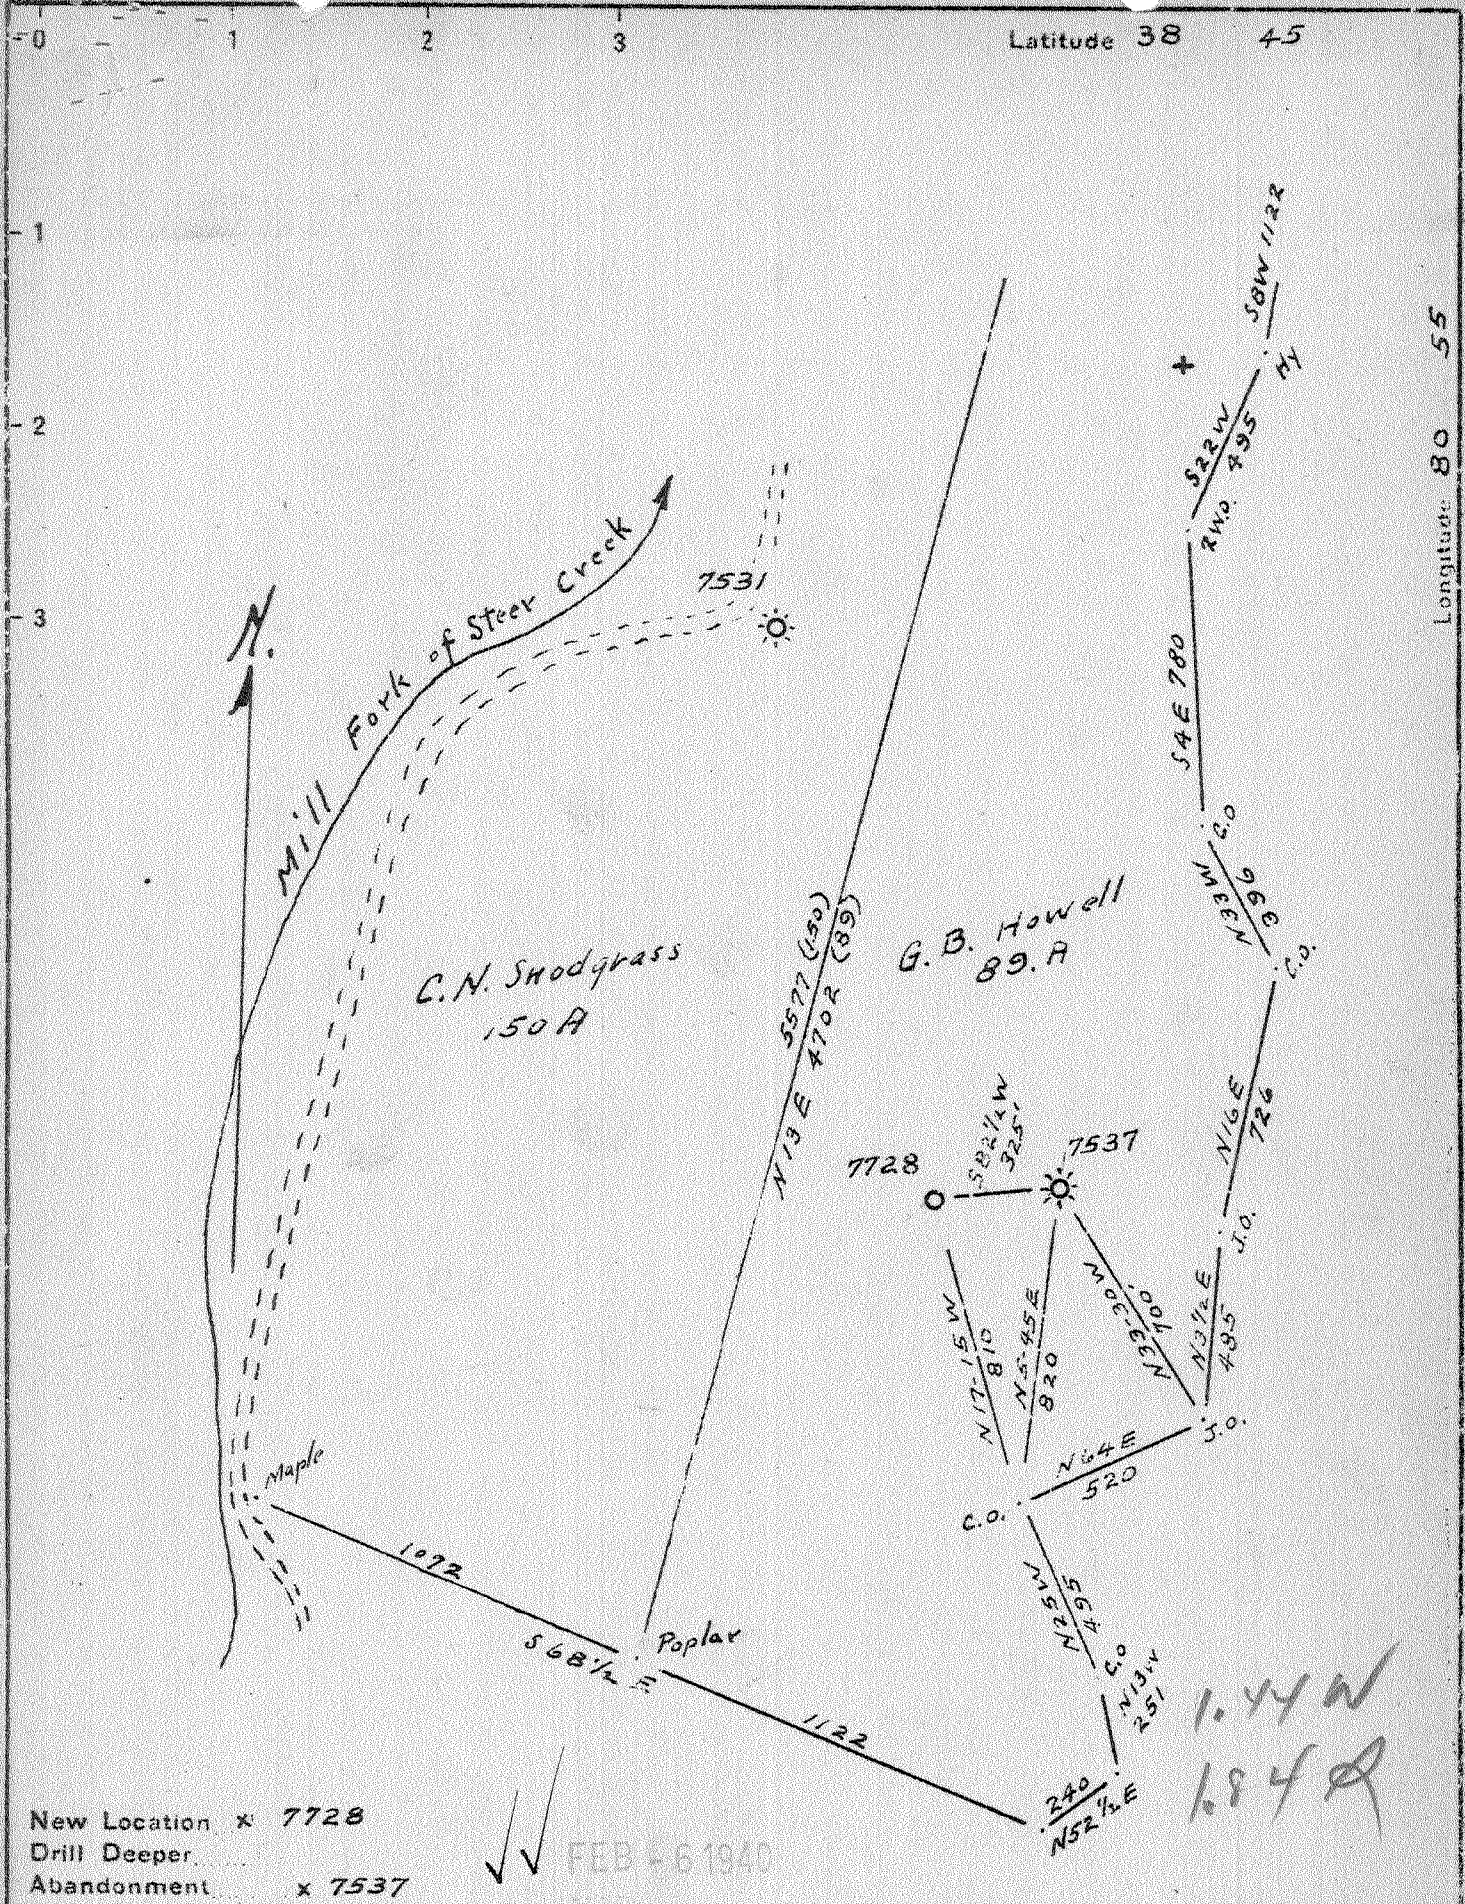 0 1 2 3 Latitude 38 45
1
2
3
Longitude 80 55
S8W 1122
Hy
S22W
495
2 W.O.
S4E 780
C.O
N33W
396
C.O.
N16E
726
J.O.
N3½E
485
J.O.
N.
Mill Fork of Steer Creek
7531
C.N. Snodgrass
150 A
5577 (150)
N13E 4702 (89)
G. B. Howell
89. A
7728
S82½W
325'
7537
N17-15W
810
N5-45E
820
N33-30W
700'
N64E
520
C.O.
N25W
495
C.O
N13W
251
Maple
1072
S68½ E
Poplar
1122
240
N52½E
1.44 W
New Location x 7728
Drill Deeper
Abandonment x 7537
FEB - 6 194